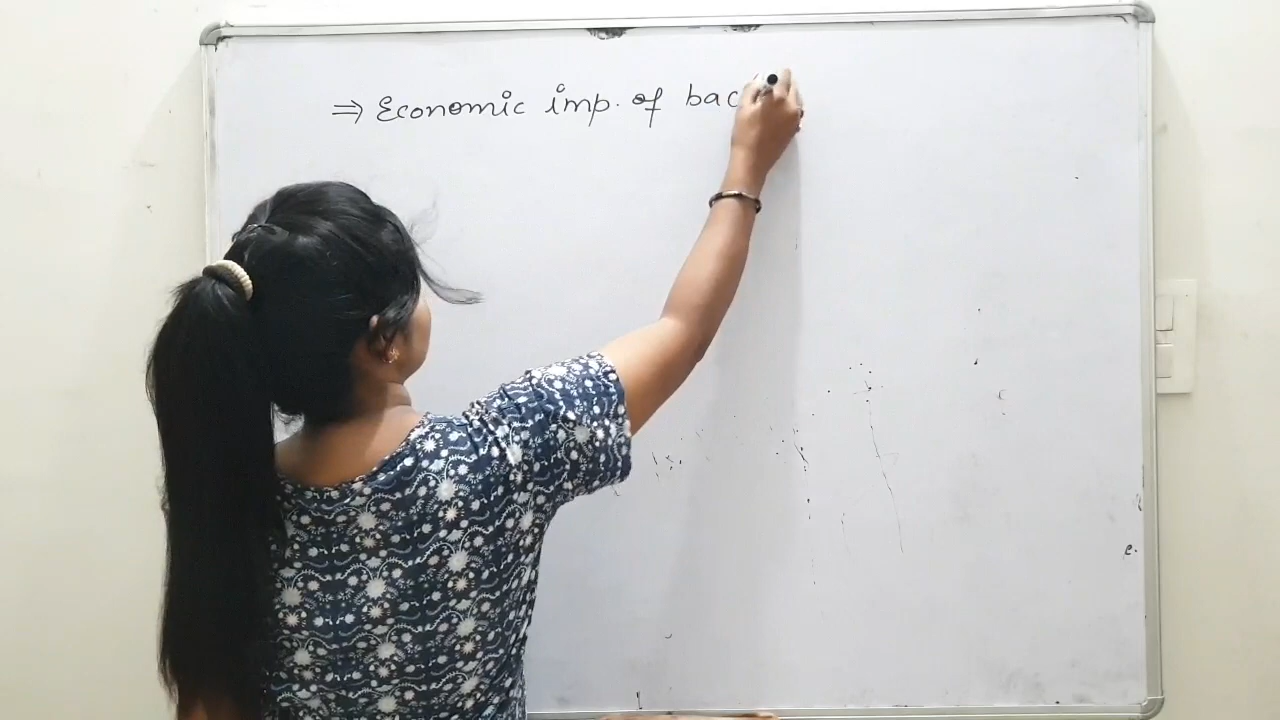 ⇒ Economic imp. of bac
e.